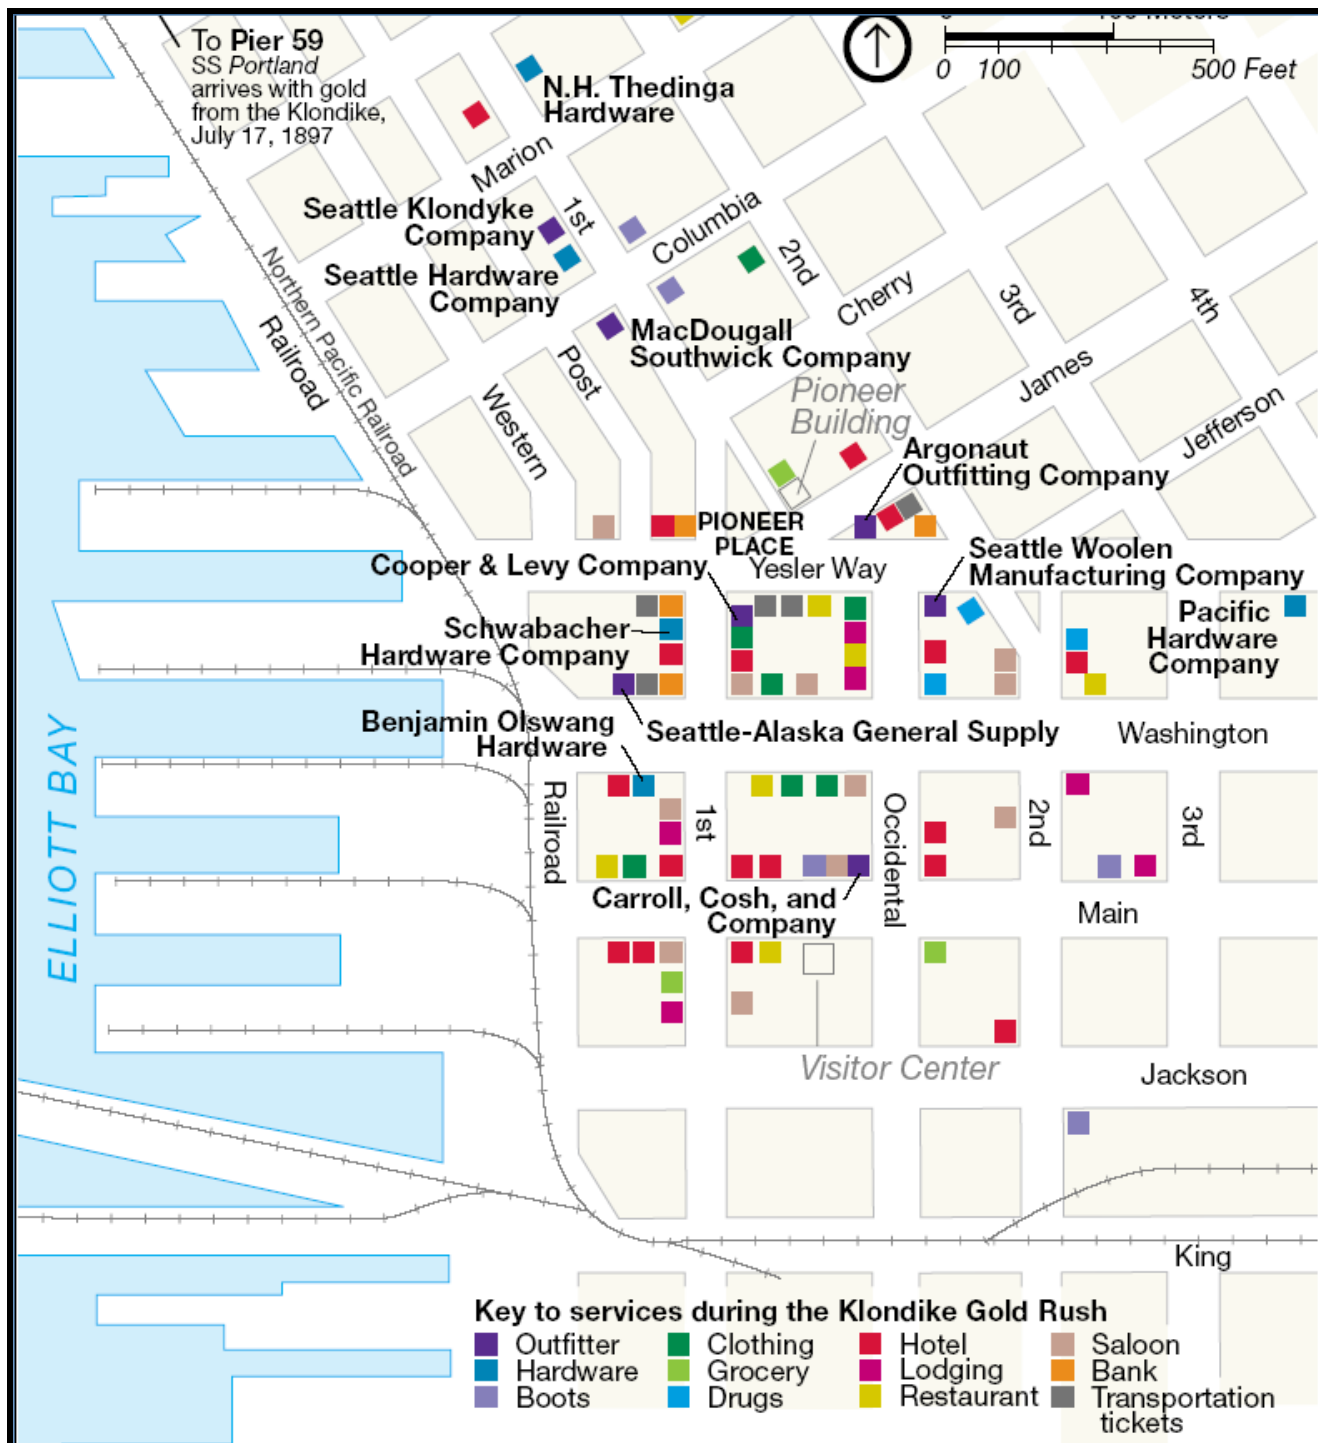 To Pier 59
SS Portland
arrives with gold
from the Klondike,
July 17, 1897
0 100 500 Feet
N.H. Thedinga
Hardware
Marion
Seattle Klondyke
Company
1st
Columbia
Seattle Hardware
Company
2nd
Cherry
3rd
4th
Northern Pacific Railroad
Railroad
MacDougall
Southwick Company
Post
Western
Pioneer
Building
James
Jefferson
Argonaut
Outfitting Company
PIONEER
PLACE
Yesler Way
Cooper & Levy Company
Seattle Woolen
Manufacturing Company
Pacific
Hardware
Company
Schwabacher
Hardware Company
Benjamin Olswang
Hardware
Seattle-Alaska General Supply
Washington
ELLIOTT BAY
Railroad
1st
Occidental
2nd
3rd
Carroll, Cosh, and
Company
Main
Visitor Center
Jackson
King
Key to services during the Klondike Gold Rush
Outfitter Clothing Hotel Saloon
Hardware Grocery Lodging Bank
Boots Drugs Restaurant Transportation
tickets